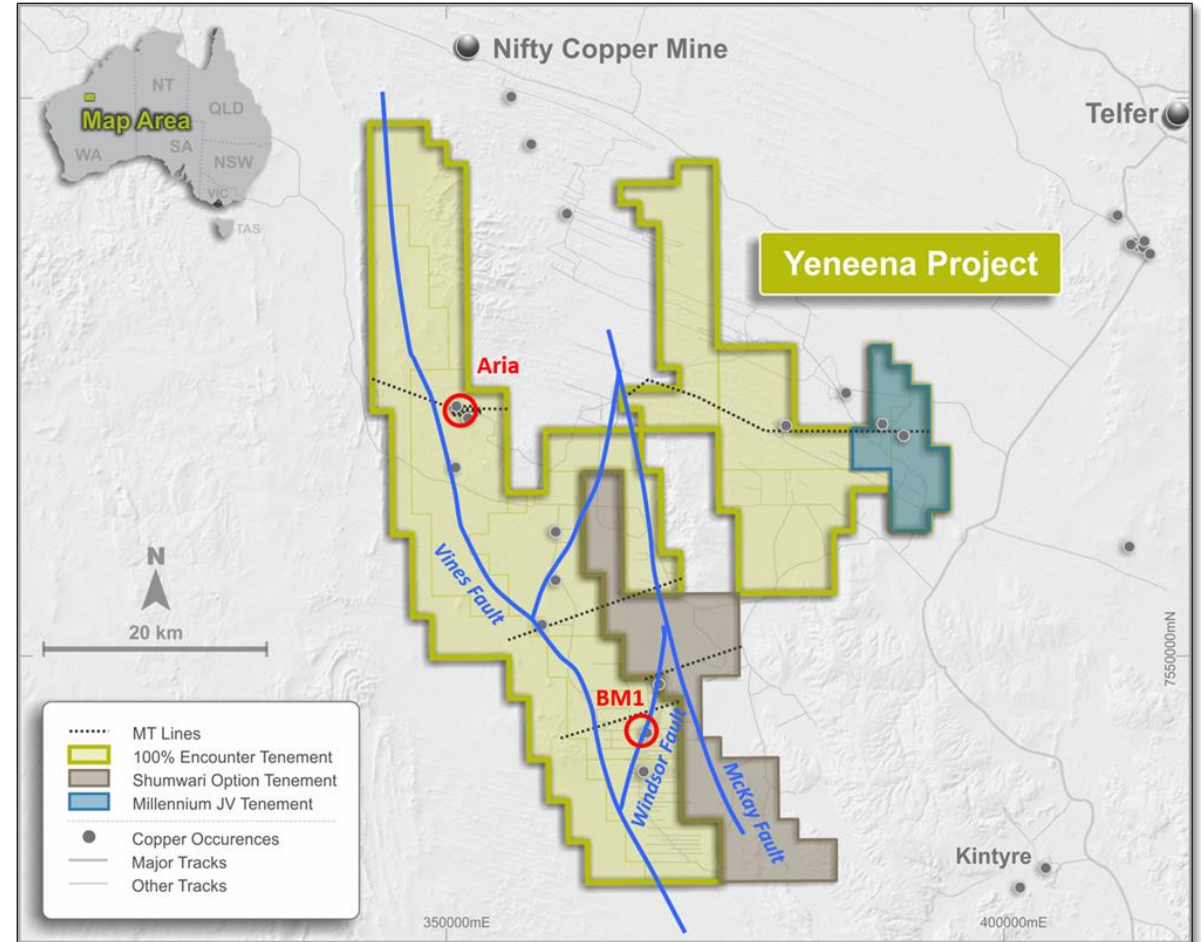 Nifty Copper Mine
Telfer
NT
QLD
Map Area
WA
SA
NSW
VIC
TAS
Yeneena Project
Aria
Vines Fault
N
20 km
7550000mN
BM1
Windsor Fault
McKay Fault
MT Lines
100% Encounter Tenement
Shumwari Option Tenement
Millennium JV Tenement
Copper Occurences
Major Tracks
Other Tracks
Kintyre
350000mE
400000mE